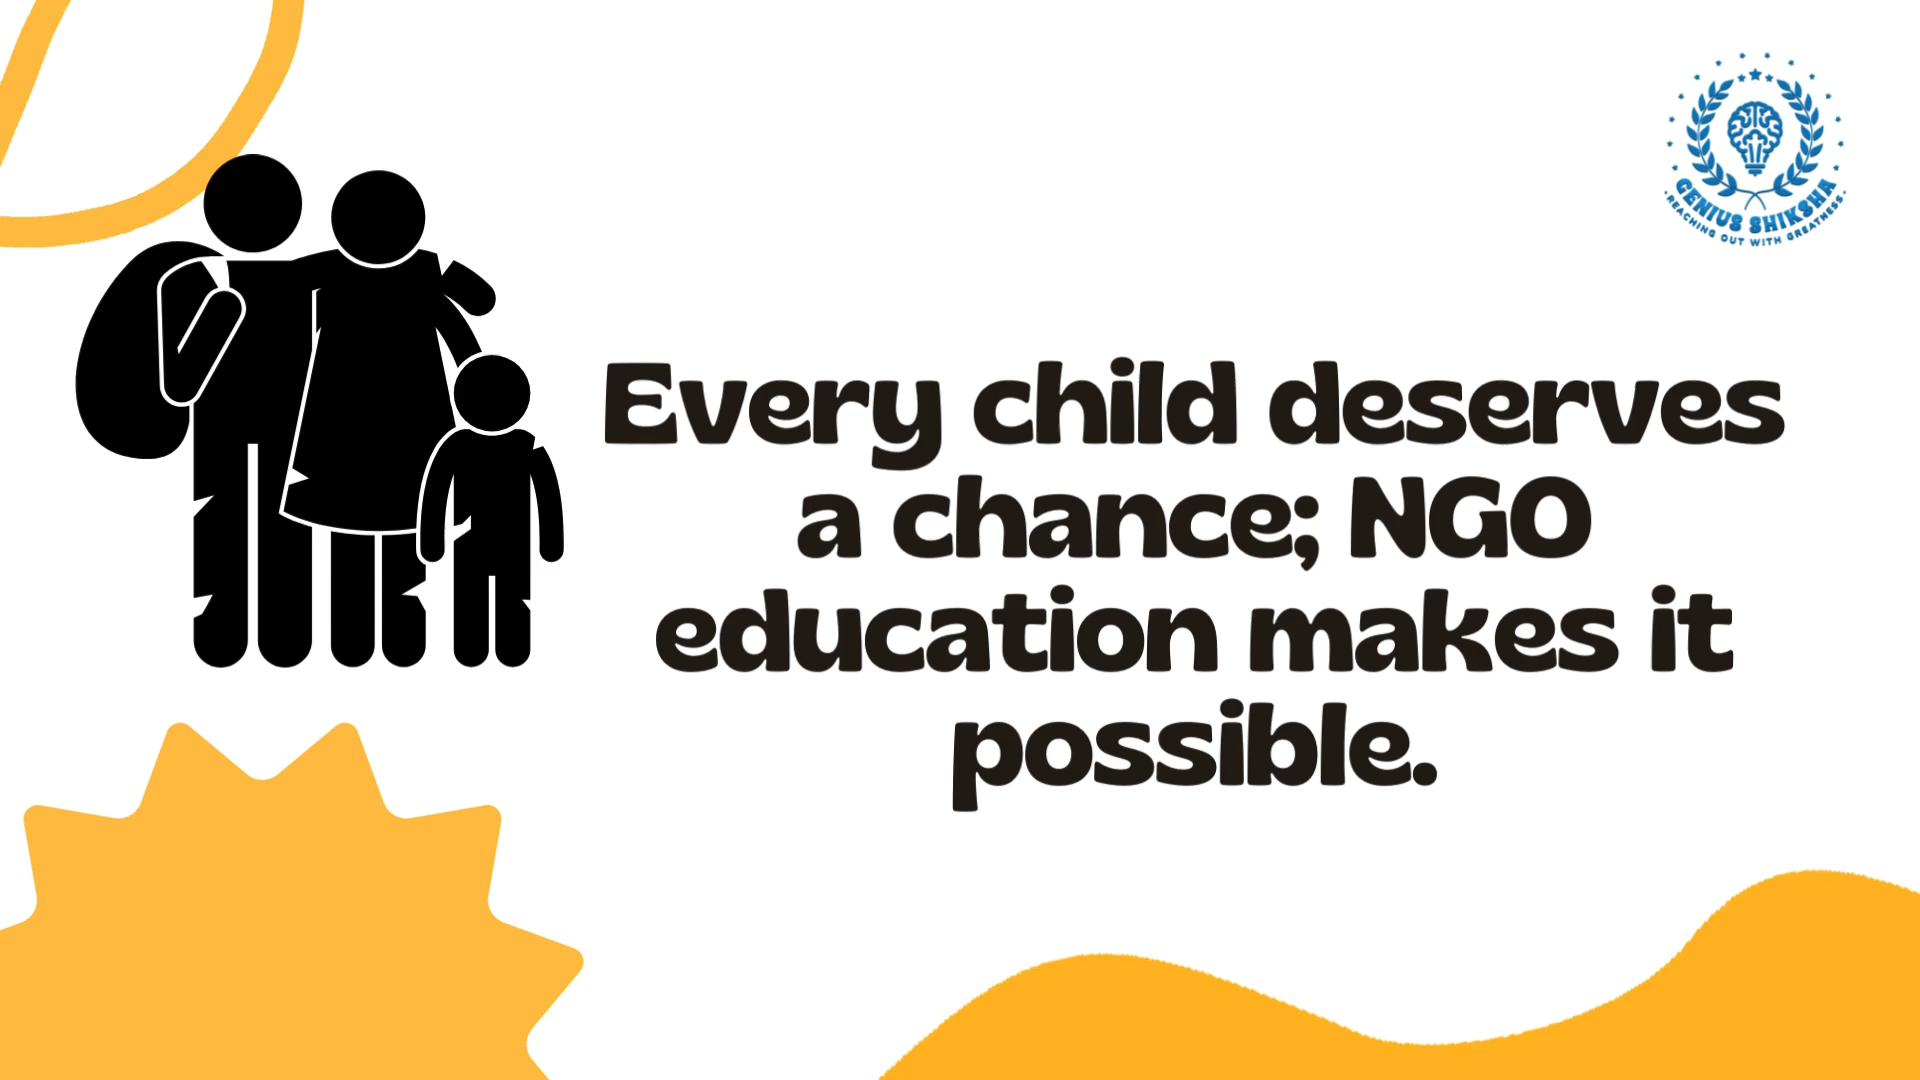 GENIUS SHIKSHA
REACHING OUT WITH GREATNESS
Every child deserves
a chance; NGO
education makes it
possible.